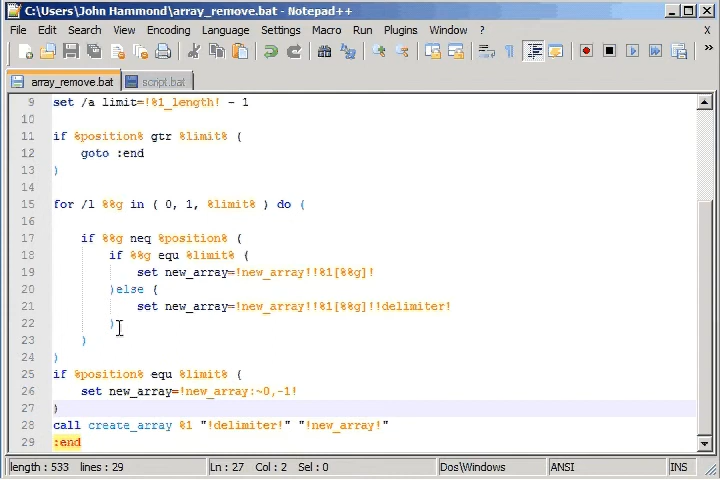 C:\Users\John Hammond\array_remove.bat - Notepad++
File Edit Search View Encoding Language Settings Macro Run Plugins Window ? X
array_remove.bat script.bat
9 set /a limit=!%1_length! - 1
10
11 if %position% gtr %limit% (
12 goto :end
13 )
14
15 for /l %%g in ( 0, 1, %limit% ) do (
16
17 if %%g neq %position% (
18 if %%g equ %limit% (
19 set new_array=!new_array!!%1[%%g]!
20 )else (
21 set new_array=!new_array!!%1[%%g]!!delimiter!
22 )
23 )
24 )
25 if %position% equ %limit% (
26 set new_array=!new_array:~0,-1!
27 )
28 call create_array %1 "!delimiter!" "!new_array!"
29 :end
length : 533 lines : 29 Ln : 27 Col : 2 Sel : 0 Dos\Windows ANSI INS